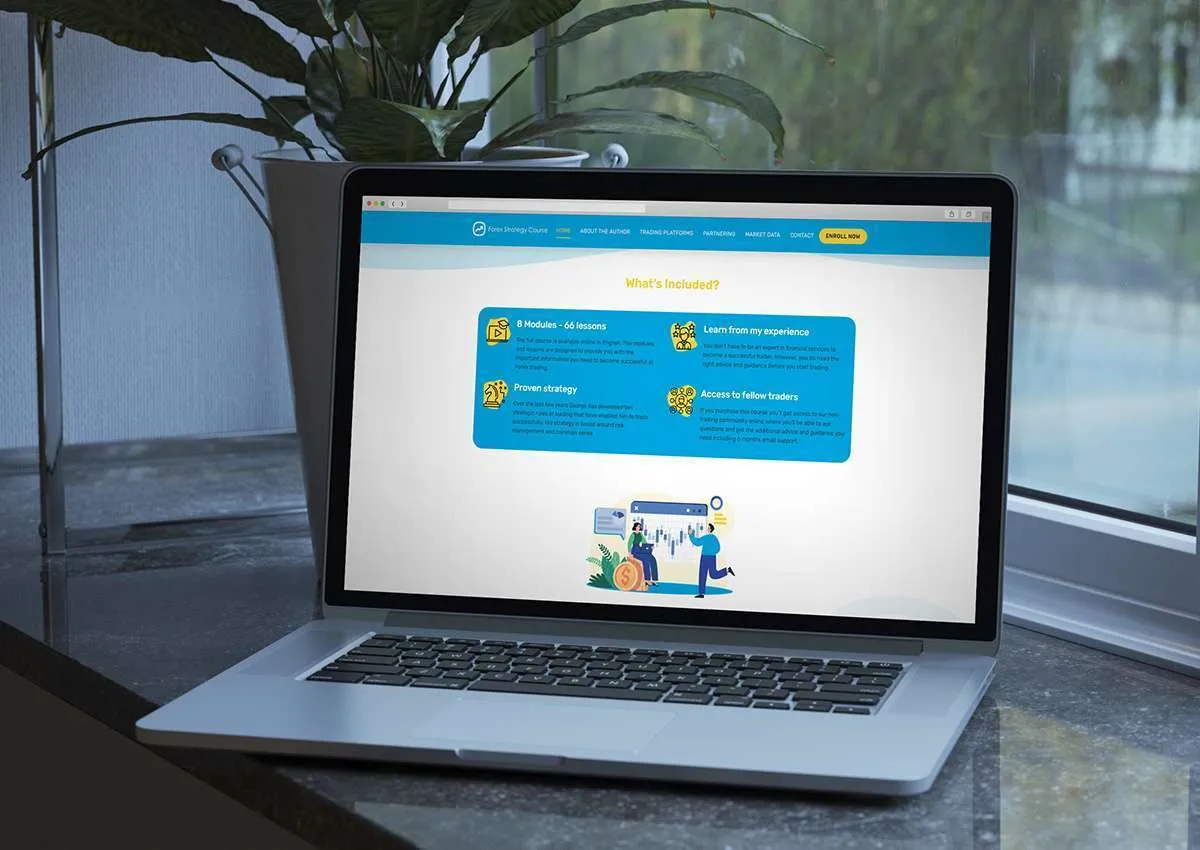 Forex Strategy Course HOME ABOUT THE AUTHOR TRADING PLATFORMS PARTNERING MARKET DATA CONTACT ENROLL NOW
What's Included?
8 Modules - 66 lessons
The full course is available online in English. The modules
and lessons are designed to provide you with the
important information you need to become successful at
Forex trading.
Learn from my experience
You don't have to be an expert in financial services to
become a successful trader. However, you do need the
right advice and guidance before you start trading.
Proven strategy
Over the last few years George has developed
strategic rules of trading that have enabled him to trade
successfully. His strategy is based around risk
management and common sense.
Access to fellow traders
If you purchase this course you'll get access to our new
trading community online where you'll be able to ask
questions and get the additional advice and guidance you
need including 6 months email support.